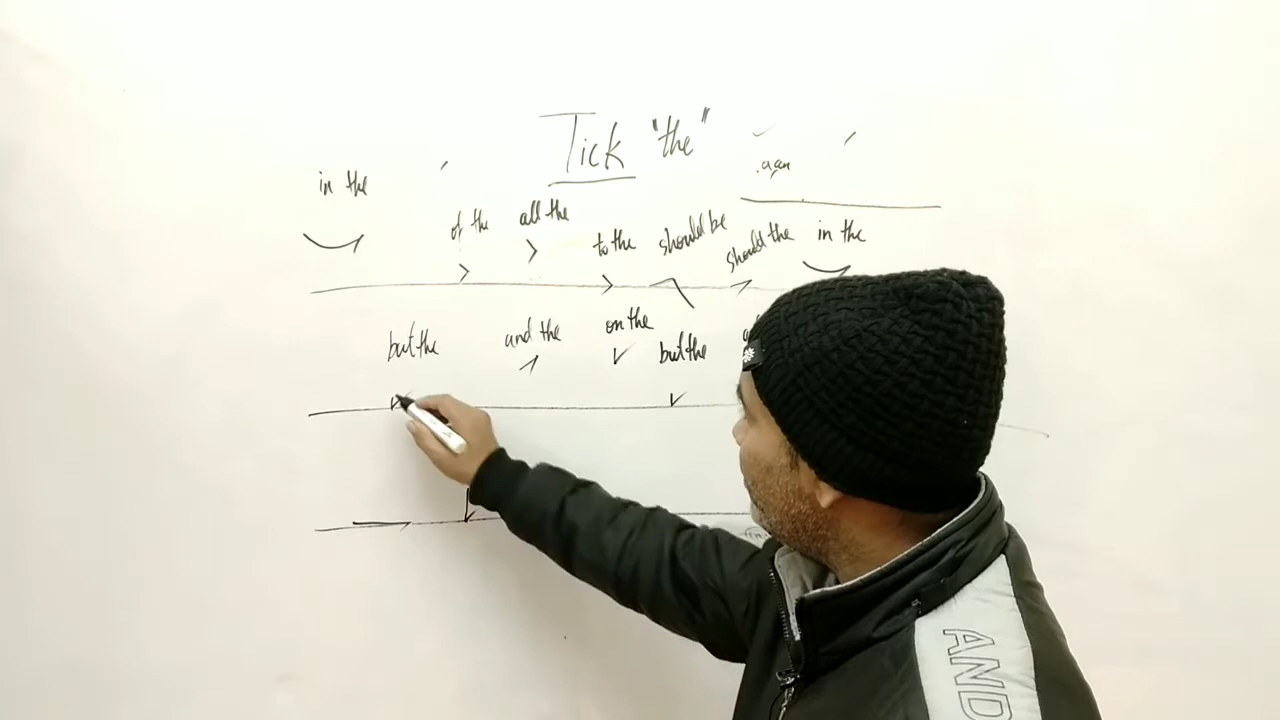 Tick "the"
in the
of the all the to the should be should the in the
but the and the on the but the
AND